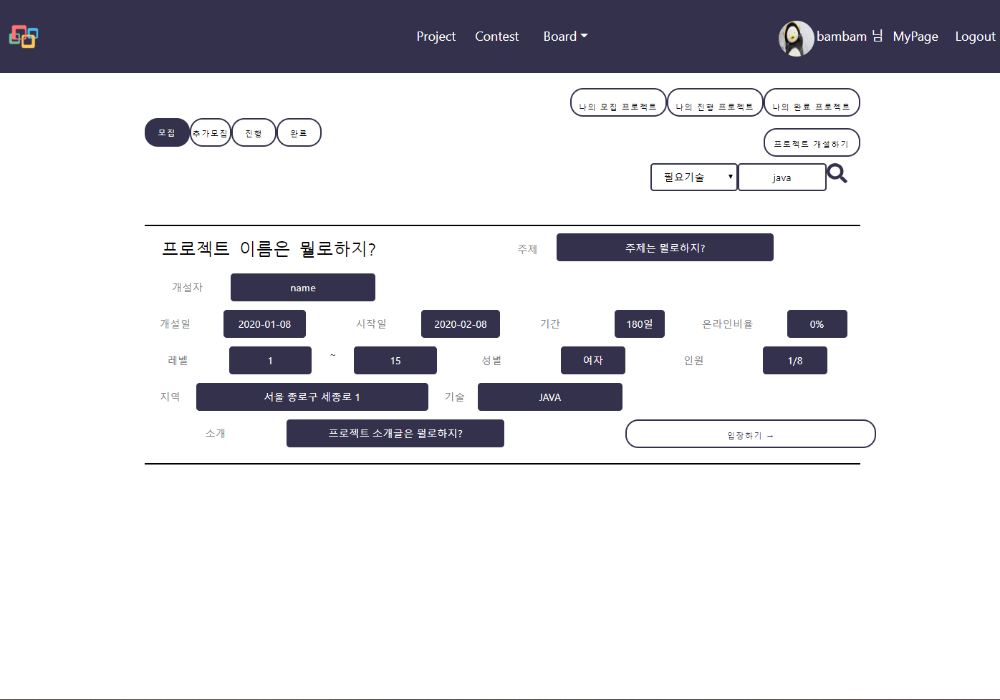 Project Contest Board bambam 님 MyPage Logout
나의 모집 프로젝트 나의 진행 프로젝트 나의 완료 프로젝트
모집 추가모집 진행 완료
프로젝트 개설하기
필요기술 java
프로젝트 이름은 뭘로하지? 주제 주제는 뭘로하지?
개설자 name
개설일 2020-01-08 시작일 2020-02-08 기간 180일 온라인비율 0%
레벨 1 ~ 15 성별 여자 인원 1/8
지역 서울 종로구 세종로 1 기술 JAVA
소개 프로젝트 소개글은 뭘로하지? 입장하기 →